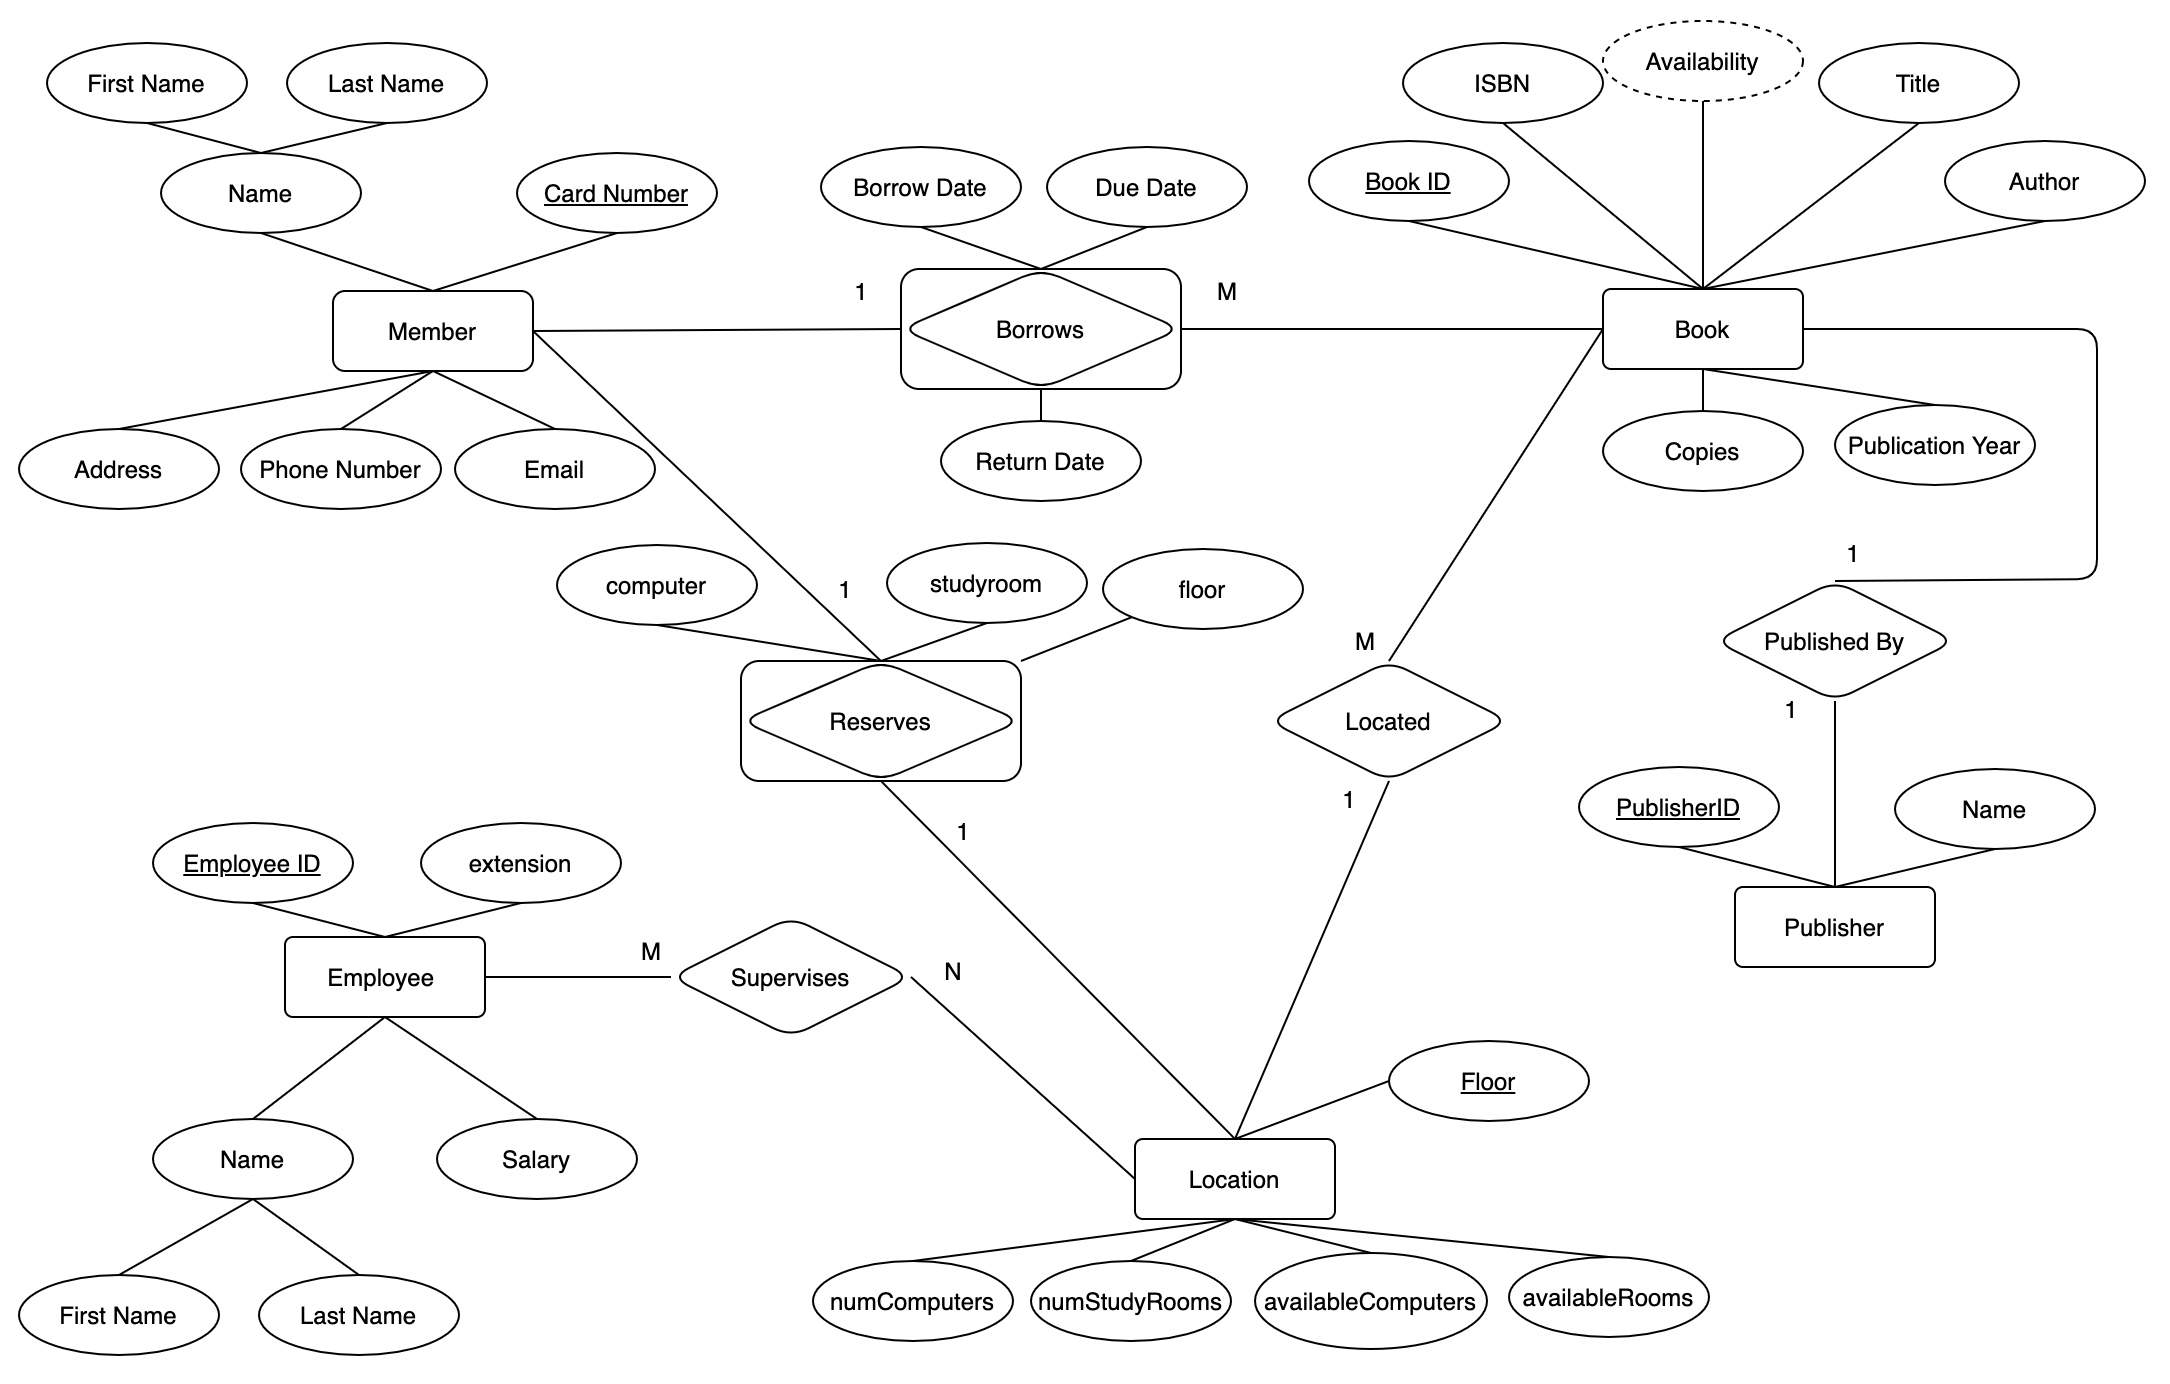 First Name
Last Name
Name
Card Number
Member
Address
Phone Number
Email
Borrow Date
Due Date
1
Borrows
M
Return Date
ISBN
Availability
Title
Book ID
Author
Book
Copies
Publication Year
computer
1
studyroom
floor
Reserves
1
M
Located
1
1
Published By
1
PublisherID
Name
Publisher
Employee ID
extension
Employee
M
Supervises
N
Name
Salary
First Name
Last Name
Floor
Location
numComputers
numStudyRooms
availableComputers
availableRooms